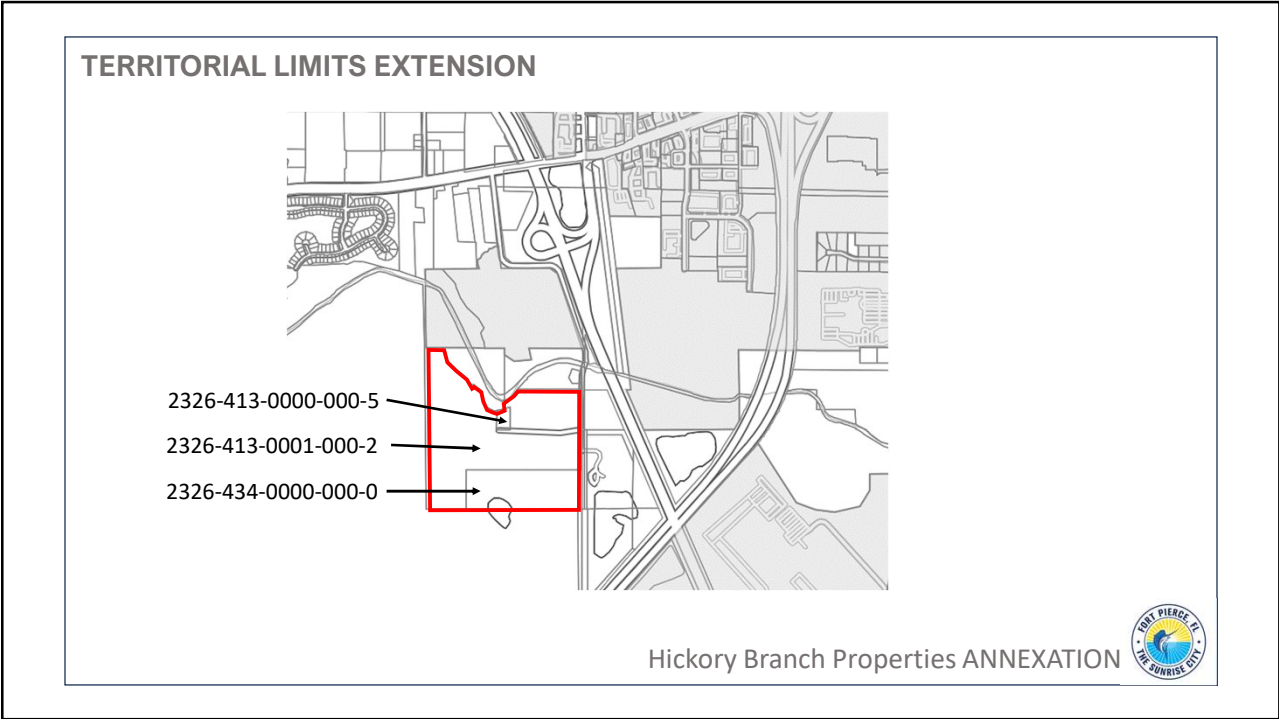 TERRITORIAL LIMITS EXTENSION
2326-413-0000-000-5
2326-413-0001-000-2
2326-434-0000-000-0
Hickory Branch Properties ANNEXATION
FORT PIERCE, FL
THE SUNRISE CITY